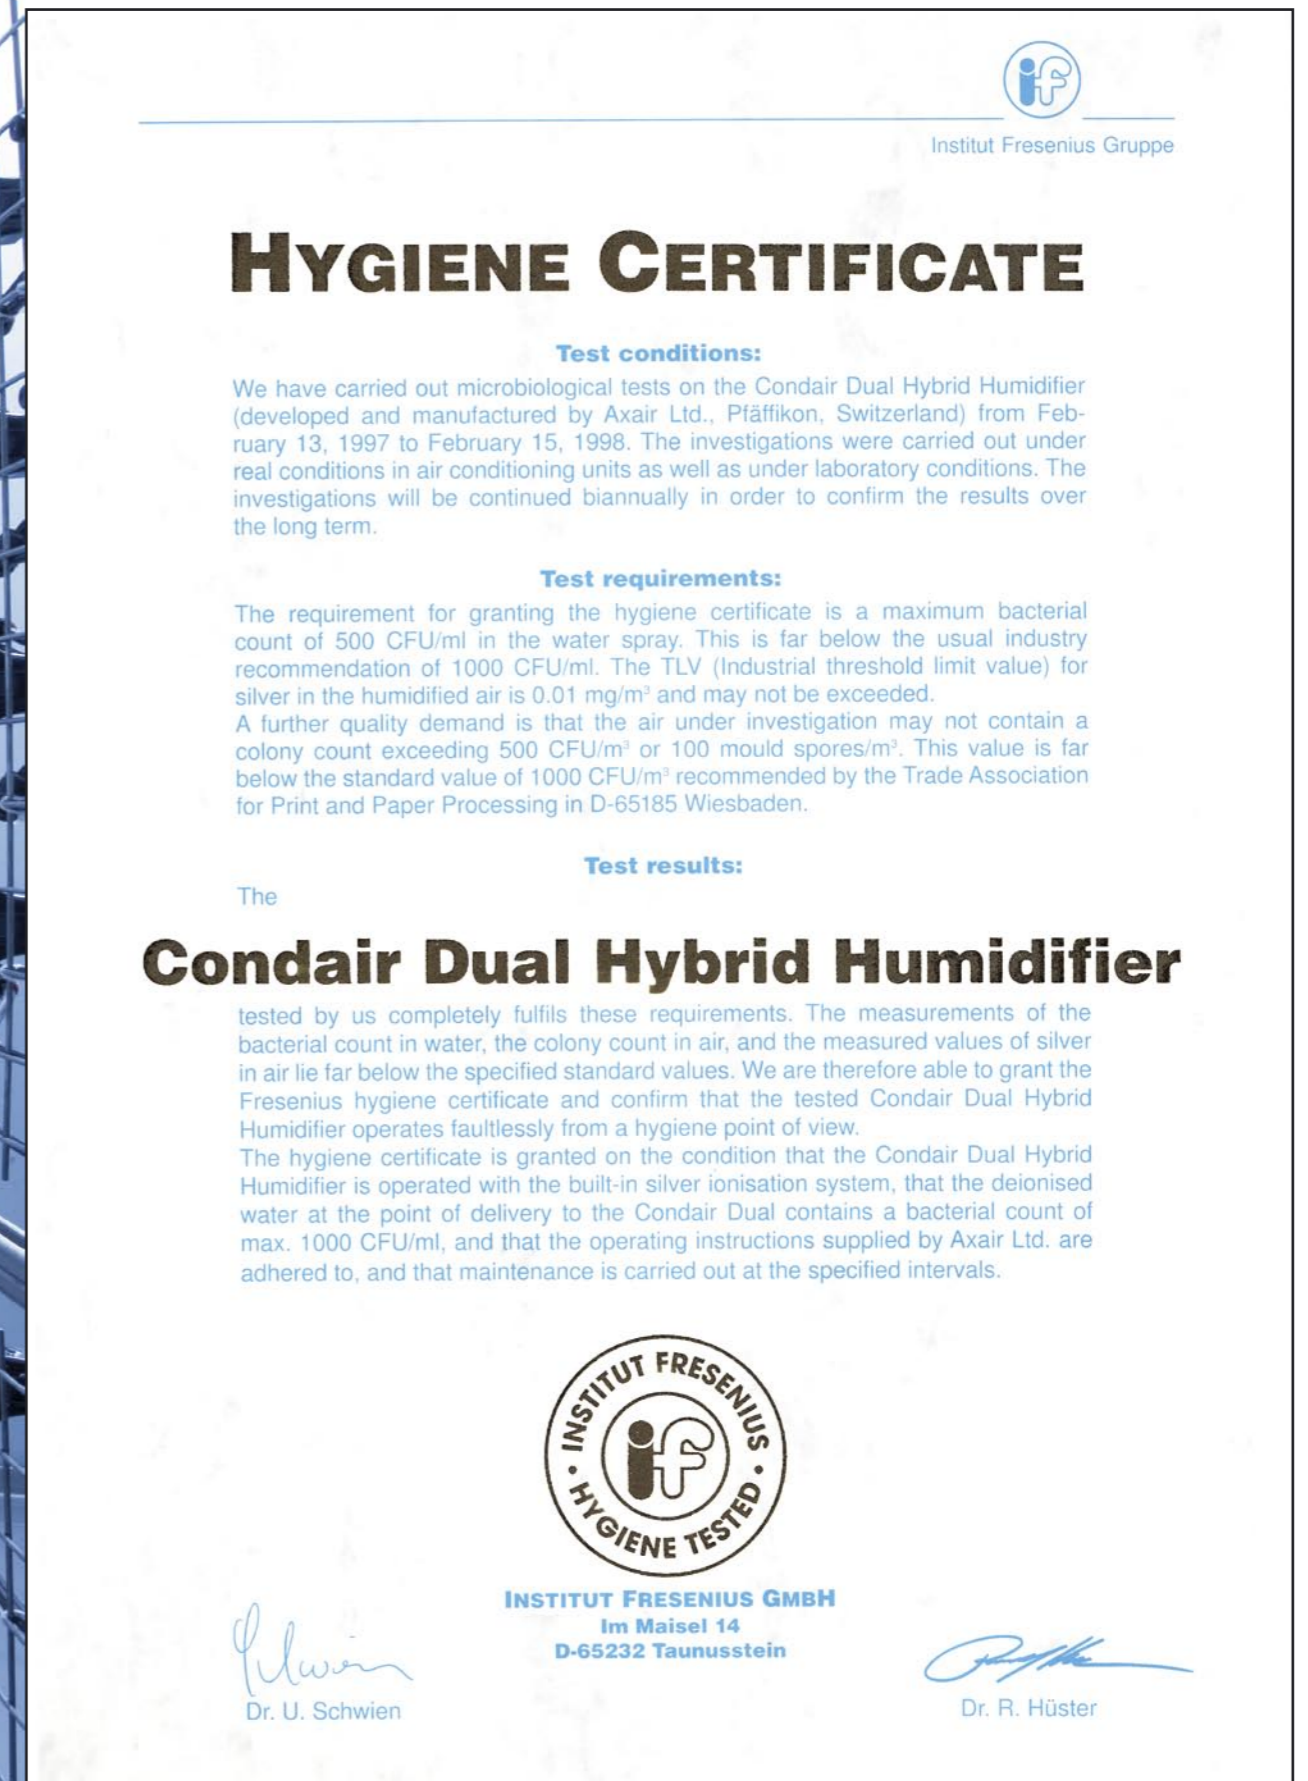 if
Institut Fresenius Gruppe
HYGIENE CERTIFICATE
Test conditions:
We have carried out microbiological tests on the Condair Dual Hybrid Humidifier
(developed and manufactured by Axair Ltd., Pfäffikon, Switzerland) from Feb-
ruary 13, 1997 to February 15, 1998. The investigations were carried out under
real conditions in air conditioning units as well as under laboratory conditions. The
investigations will be continued biannually in order to confirm the results over
the long term.
Test requirements:
The requirement for granting the hygiene certificate is a maximum bacterial
count of 500 CFU/ml in the water spray. This is far below the usual industry
recommendation of 1000 CFU/ml. The TLV (Industrial threshold limit value) for
silver in the humidified air is 0.01 mg/m³ and may not be exceeded.
A further quality demand is that the air under investigation may not contain a
colony count exceeding 500 CFU/m³ or 100 mould spores/m³. This value is far
below the standard value of 1000 CFU/m³ recommended by the Trade Association
for Print and Paper Processing in D-65185 Wiesbaden.
Test results:
The
Condair Dual Hybrid Humidifier
tested by us completely fulfils these requirements. The measurements of the
bacterial count in water, the colony count in air, and the measured values of silver
in air lie far below the specified standard values. We are therefore able to grant the
Fresenius hygiene certificate and confirm that the tested Condair Dual Hybrid
Humidifier operates faultlessly from a hygiene point of view.
The hygiene certificate is granted on the condition that the Condair Dual Hybrid
Humidifier is operated with the built-in silver ionisation system, that the deionised
water at the point of delivery to the Condair Dual contains a bacterial count of
max. 1000 CFU/ml, and that the operating instructions supplied by Axair Ltd. are
adhered to, and that maintenance is carried out at the specified intervals.
INSTITUT FRESENIUS
if
HYGIENE TESTED
INSTITUT FRESENIUS GMBH
Im Maisel 14
D-65232 Taunusstein
Dr. U. Schwien
Dr. R. Hüster